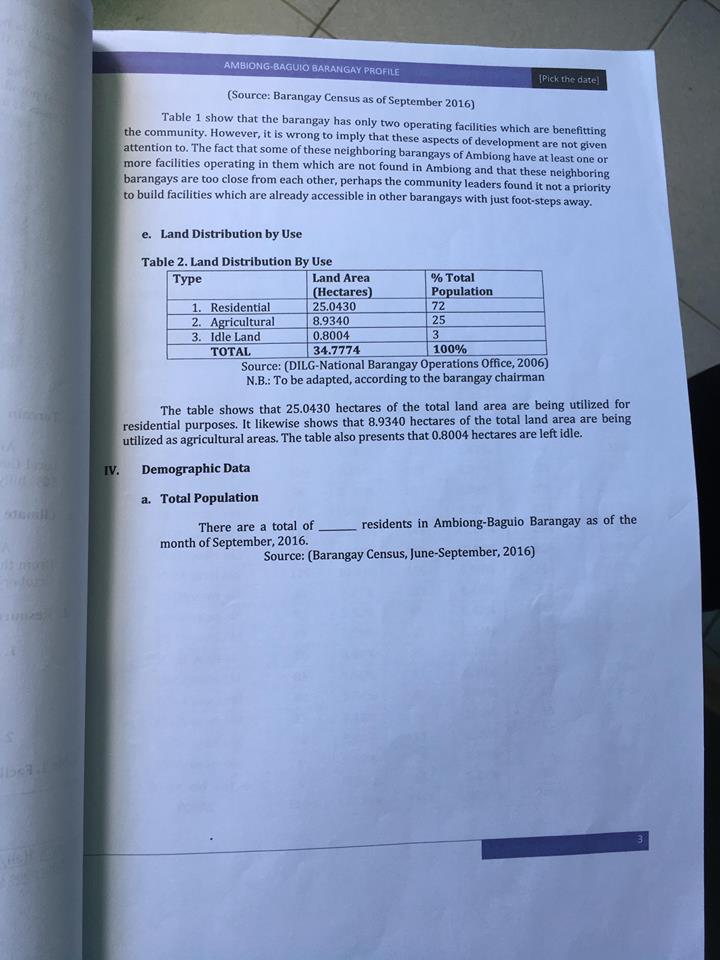 AMBIONG-BAGUIO BARANGAY PROFILE
[Pick the date]
(Source: Barangay Census as of September 2016)
Table 1 show that the barangay has only two operating facilities which are benefitting
the community. However, it is wrong to imply that these aspects of development are not given
attention to. The fact that some of these neighboring barangays of Ambiong have at least one or
more facilities operating in them which are not found in Ambiong and that these neighboring
barangays are too close from each other, perhaps the community leaders found it not a priority
to build facilities which are already accessible in other barangays with just foot-steps away.
e. Land Distribution by Use
Table 2. Land Distribution By Use
Type Land Area % Total
(Hectares) Population
1. Residential 25.0430 72
2. Agricultural 8.9340 25
3. Idle Land 0.8004 3
TOTAL 34.7774 100%
Source: (DILG-National Barangay Operations Office, 2006)
N.B.: To be adapted, according to the barangay chairman
The table shows that 25.0430 hectares of the total land area are being utilized for
residential purposes. It likewise shows that 8.9340 hectares of the total land area are being
utilized as agricultural areas. The table also presents that 0.8004 hectares are left idle.
IV. Demographic Data
a. Total Population
There are a total of ______ residents in Ambiong-Baguio Barangay as of the
month of September, 2016.
Source: (Barangay Census, June-September, 2016)
3